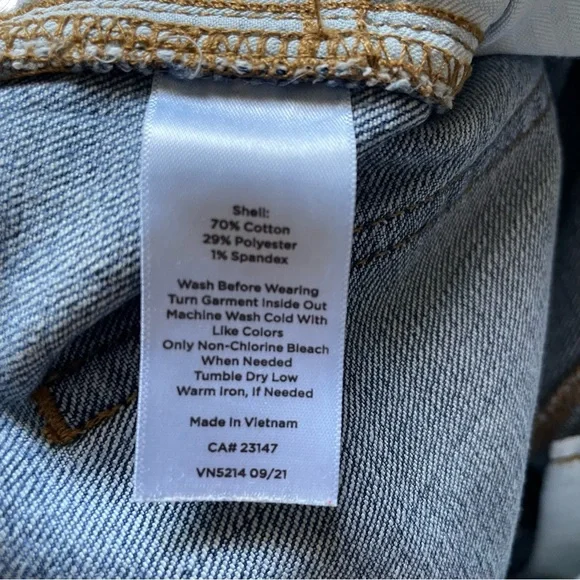 Shell:
70% Cotton
29% Polyester
1% Spandex
Wash Before Wearing
Turn Garment Inside Out
Machine Wash Cold With
Like Colors
Only Non-Chlorine Bleach
When Needed
Tumble Dry Low
Warm Iron, If Needed
Made In Vietnam
CA# 23147
VN5214 09/21